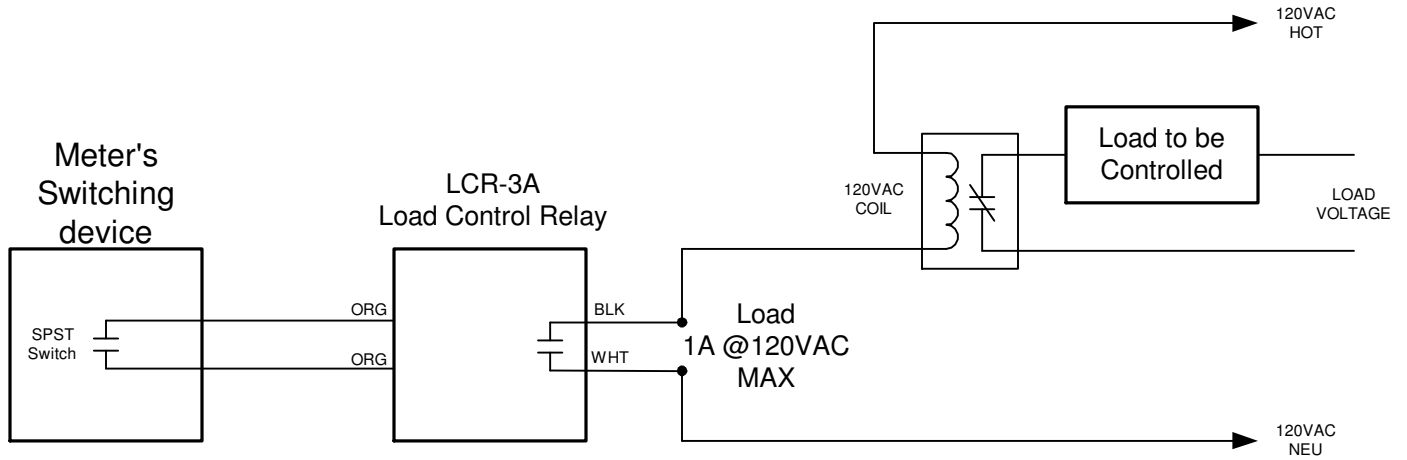 120VAC
HOT
Meter's
Switching
device
LCR-3A
Load Control Relay
120VAC
COIL
Load to be
Controlled
LOAD
VOLTAGE
SPST
Switch
ORG
ORG
BLK
WHT
Load
1A @120VAC
MAX
120VAC
NEU